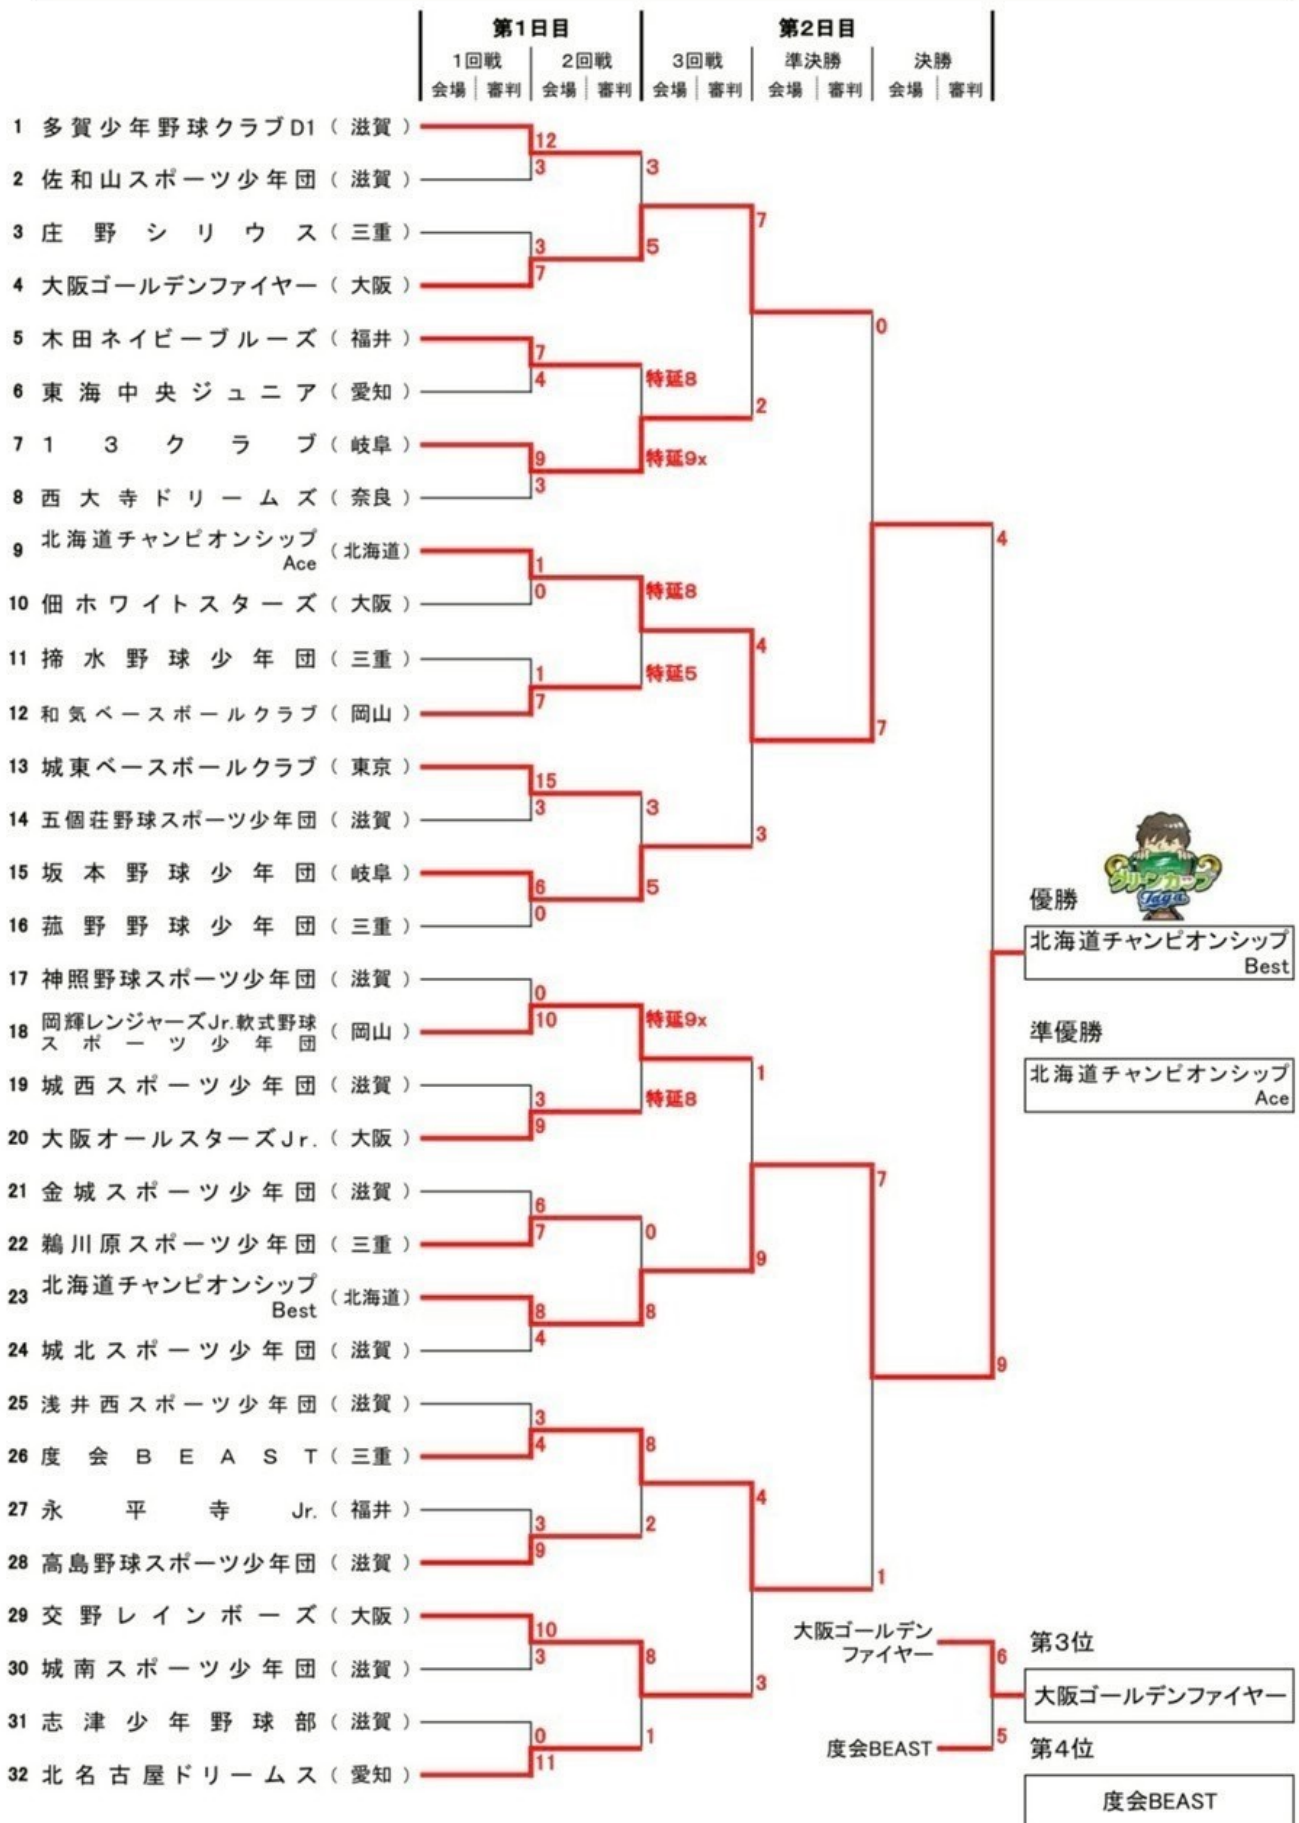 第1日目 第2日目
1回戦 2回戦 3回戦 準決勝 決勝
会場 審判 会場 審判 会場 審判 会場 審判 会場 審判
1 多賀少年野球クラブD1 (滋賀)
2 佐和山スポーツ少年団 (滋賀)
3 庄野シリウス (三重)
4 大阪ゴールデンファイヤー (大阪)
5 木田ネイビーブルーズ (福井)
6 東海中央ジュニア (愛知)
7 13クラブ (岐阜)
8 西大寺ドリームズ (奈良)
9 北海道チャンピオンシップ
Ace (北海道)
10 佃ホワイトスターズ (大阪)
11 掃水野球少年団 (三重)
12 和気ベースボールクラブ (岡山)
13 城東ベースボールクラブ (東京)
14 五個荘野球スポーツ少年団 (滋賀)
15 坂本野球少年団 (岐阜)
16 菰野野球少年団 (三重)
17 神照野球スポーツ少年団 (滋賀)
18 岡輝レンジャーズJr.軟式野球
スポーツ少年団 (岡山)
19 城西スポーツ少年団 (滋賀)
20 大阪オールスターズJr. (大阪)
21 金城スポーツ少年団 (滋賀)
22 鵜川原スポーツ少年団 (三重)
23 北海道チャンピオンシップ
Best (北海道)
24 城北スポーツ少年団 (滋賀)
25 浅井西スポーツ少年団 (滋賀)
26 度会BEAST (三重)
27 永平寺Jr. (福井)
28 高島野球スポーツ少年団 (滋賀)
29 交野レインボーズ (大阪)
30 城南スポーツ少年団 (滋賀)
31 志津少年野球部 (滋賀)
32 北名古屋ドリームス (愛知)
12
3
3
7
7
4
9
3
1
0
1
7
15
3
6
0
0
10
3
9
6
7
8
4
3
4
3
9
10
3
0
11
3
5
特延8
特延9x
特延8
特延5
3
5
特延9x
特延8
0
8
8
2
8
1
7
2
4
3
1
9
4
3
0
7
7
1
4
9
グリーンカップ
Taga
優勝
北海道チャンピオンシップ
Best
準優勝
北海道チャンピオンシップ
Ace
大阪ゴールデン
ファイヤー
6
度会BEAST
5
第3位
大阪ゴールデンファイヤー
第4位
度会BEAST